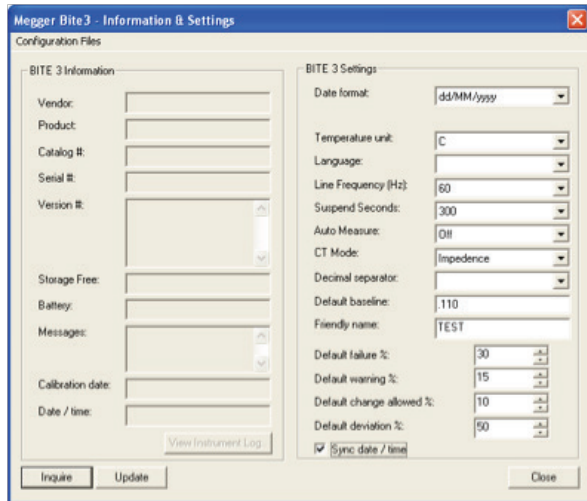 Megger Bite3 - Information & Settings
Configuration Files
BITE 3 Information
Vendor:
Product:
Catalog #:
Serial #:
Version #:
Storage Free:
Battery:
Messages:
Calibration date:
Date / time:
View Instrument Log...
BITE 3 Settings
Date format: dd/MM/yyyy
Temperature unit: C
Language:
Line Frequency (Hz): 60
Suspend Seconds: 300
Auto Measure: Off
CT Mode: Impedence
Decimal separator:
Default baseline: .110
Friendly name: TEST
Default failure %: 30
Default warning %: 15
Default change allowed %: 10
Default deviation %: 50
Sync date / time
Inquire Update Close